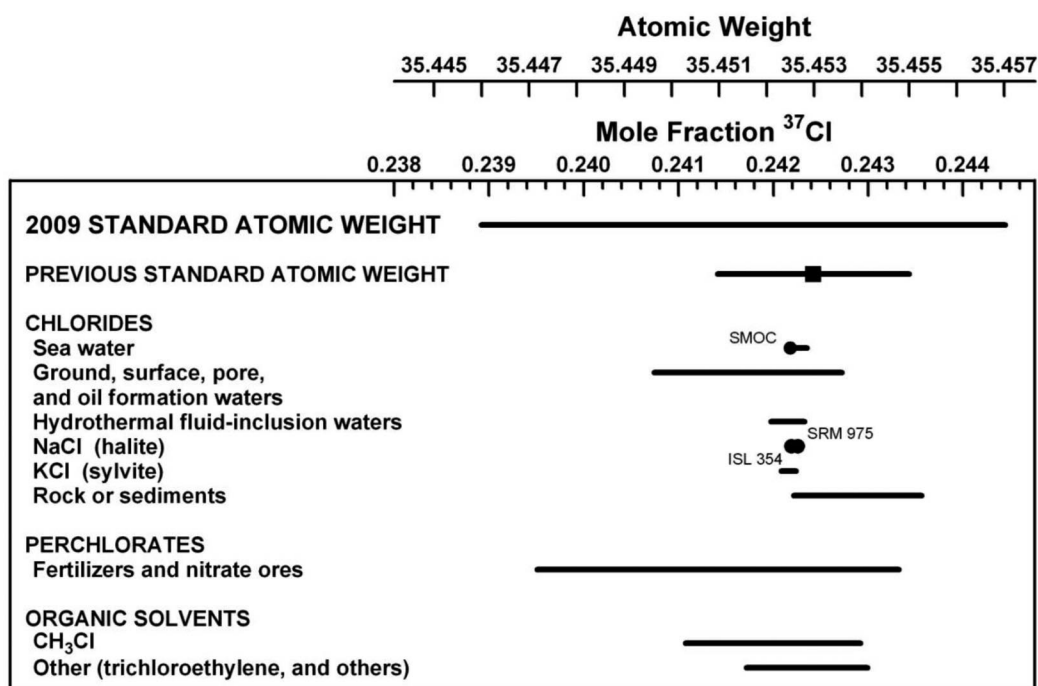 Atomic Weight
35.445 35.447 35.449 35.451 35.453 35.455 35.457
Mole Fraction ³⁷Cl
0.238 0.239 0.240 0.241 0.242 0.243 0.244
2009 STANDARD ATOMIC WEIGHT
PREVIOUS STANDARD ATOMIC WEIGHT
CHLORIDES
Sea water SMOC
Ground, surface, pore,
and oil formation waters
Hydrothermal fluid-inclusion waters
NaCl (halite) SRM 975
KCl (sylvite) ISL 354
Rock or sediments
PERCHLORATES
Fertilizers and nitrate ores
ORGANIC SOLVENTS
CH₃Cl
Other (trichloroethylene, and others)